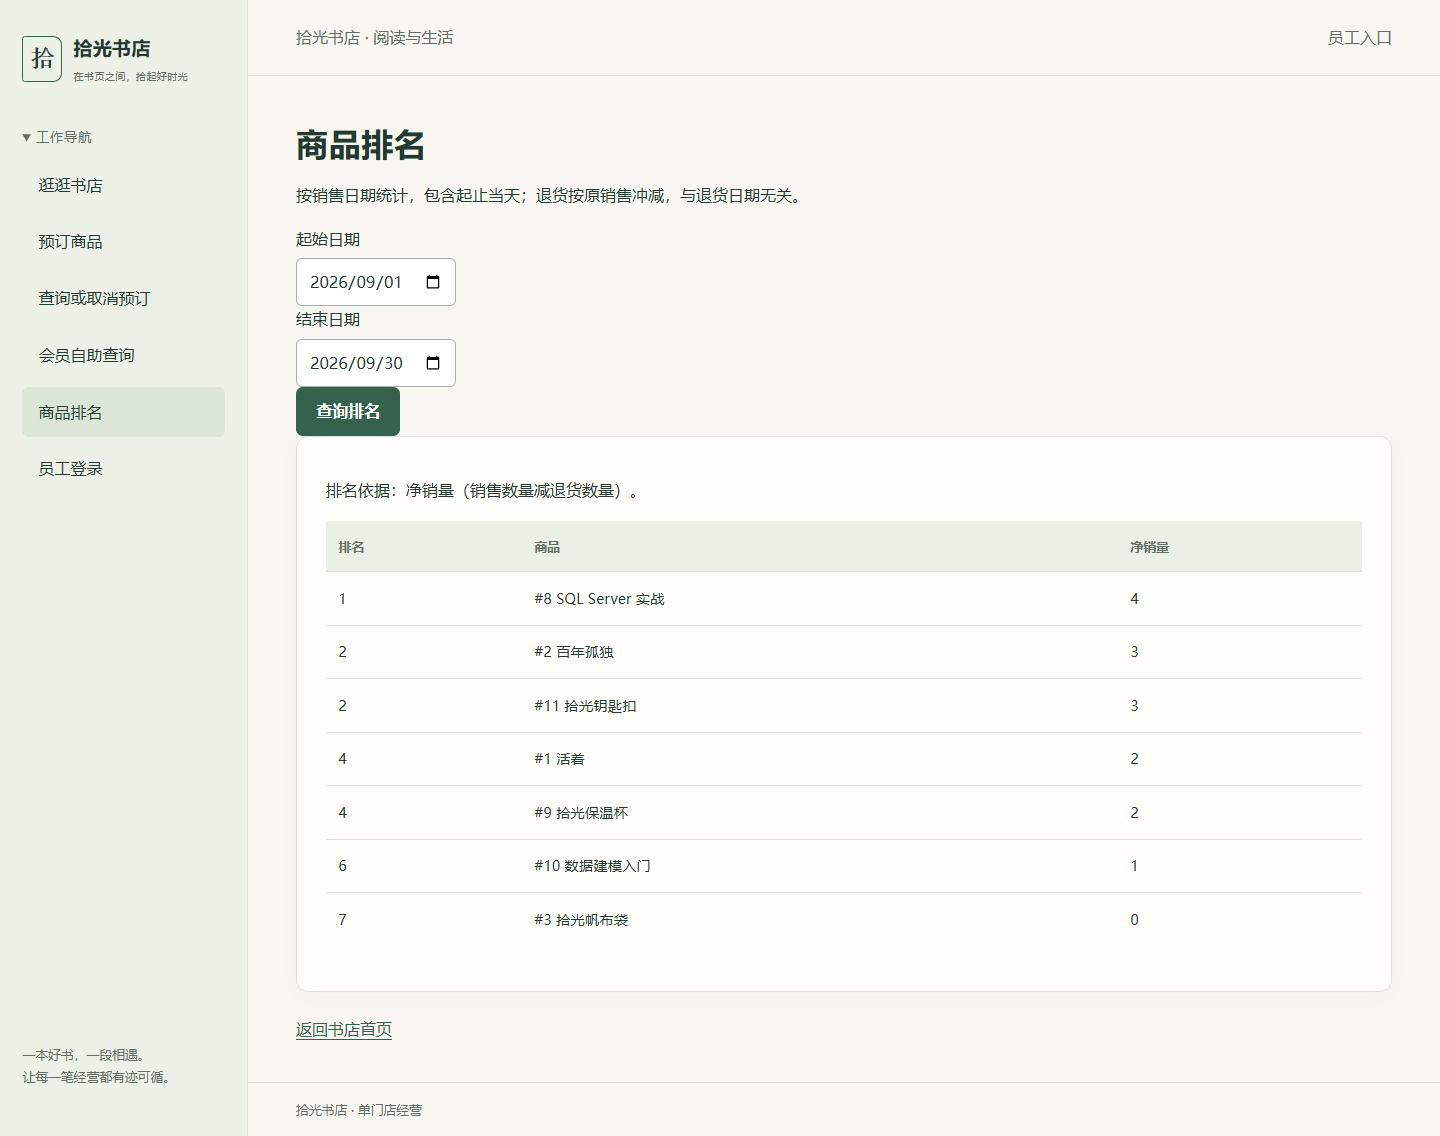 拾
拾光书店
在书页之间，拾起好时光
▼ 工作导航
逛逛书店
预订商品
查询或取消预订
会员自助查询
商品排名
员工登录
一本好书，一段相遇。
让每一笔经营都有迹可循。
拾光书店 · 阅读与生活
员工入口
商品排名
按销售日期统计，包含起止当天；退货按原销售冲减，与退货日期无关。
起始日期
2026/09/01
结束日期
2026/09/30
查询排名
排名依据：净销量（销售数量减退货数量）。
排名 商品 净销量
1 #8 SQL Server 实战 4
2 #2 百年孤独 3
2 #11 拾光钥匙扣 3
4 #1 活着 2
4 #9 拾光保温杯 2
6 #10 数据建模入门 1
7 #3 拾光帆布袋 0
返回书店首页
拾光书店 · 单门店经营